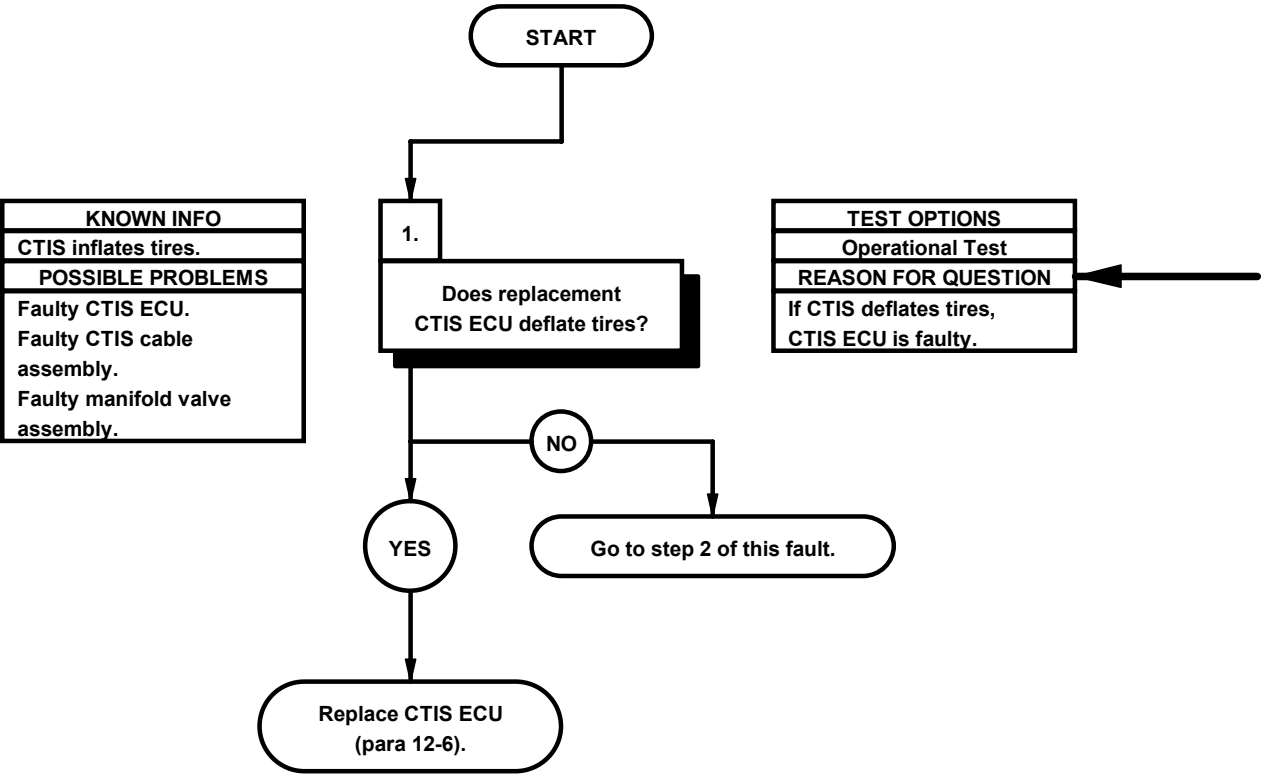 START
KNOWN INFO
CTIS inflates tires.
POSSIBLE PROBLEMS
Faulty CTIS ECU.
Faulty CTIS cable
assembly.
Faulty manifold valve
assembly.
1.
Does replacement
CTIS ECU deflate tires?
TEST OPTIONS
Operational Test
REASON FOR QUESTION
If CTIS deflates tires,
CTIS ECU is faulty.
NO
YES
Go to step 2 of this fault.
Replace CTIS ECU
(para 12-6).